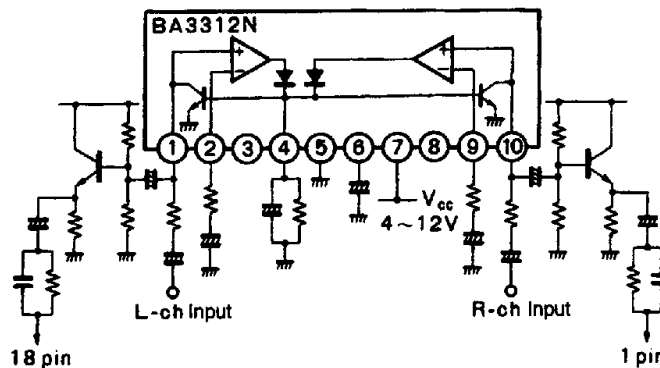 BA3312N
+
−
+
−
1 2 3 4 5 6 7 8 9 10
Vcc
4~12V
L-ch Input
R-ch Input
18 pin
1 pin